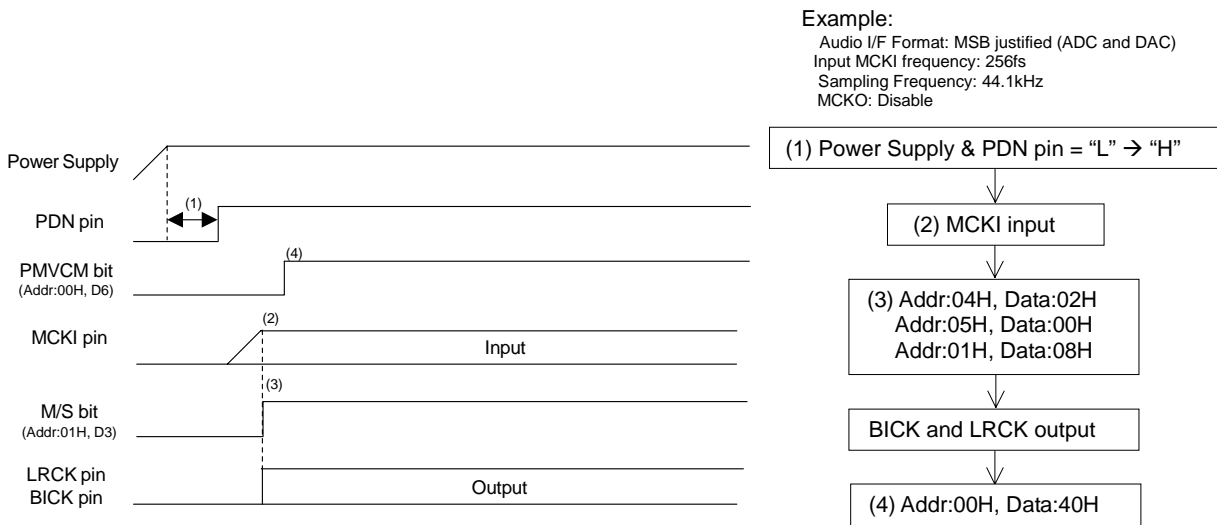 Example:
Audio I/F Format: MSB justified (ADC and DAC)
Input MCKI frequency: 256fs
Sampling Frequency: 44.1kHz
MCKO: Disable
Power Supply
(1)
PDN pin
PMVCM bit
(Addr:00H, D6)
(4)
MCKI pin
(2)
Input
M/S bit
(Addr:01H, D3)
(3)
LRCK pin
BICK pin
Output
(1) Power Supply & PDN pin = “L” → “H”
(2) MCKI input
(3) Addr:04H, Data:02H
Addr:05H, Data:00H
Addr:01H, Data:08H
BICK and LRCK output
(4) Addr:00H, Data:40H